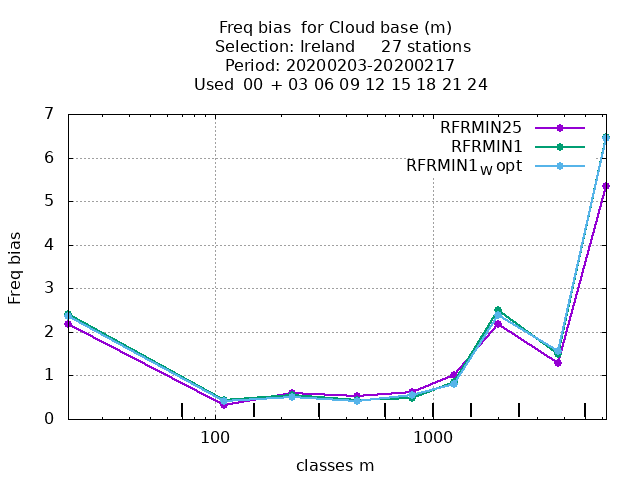 Freq bias  for Cloud base (m)
Selection: Ireland     27 stations
Period: 20200203-20200217
Used  00 + 03 06 09 12 15 18 21 24
RFRMIN25
RFRMIN1
RFRMIN1W opt
Freq bias
7
6
5
4
3
2
1
0
100
1000
classes m